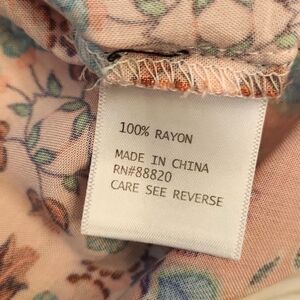 100% RAYON
MADE IN CHINA
RN#88820
CARE SEE REVERSE